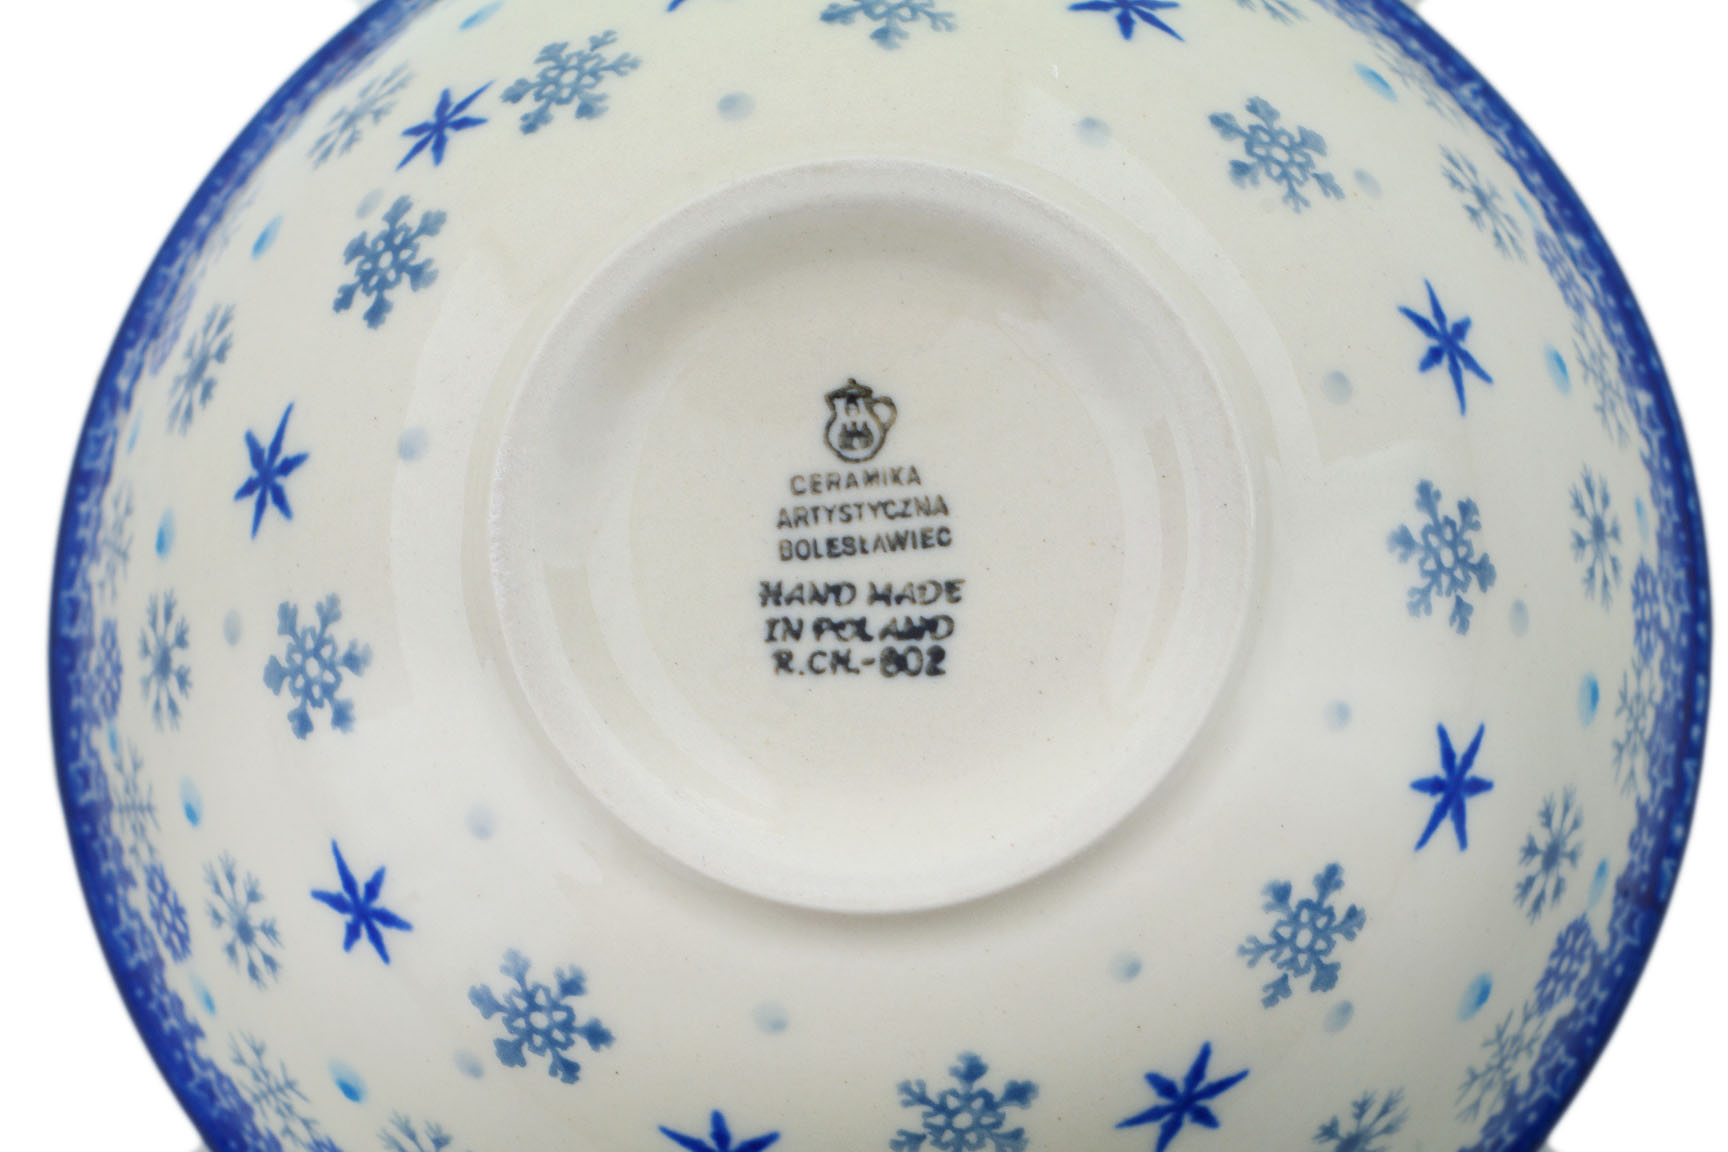 CERAMIKA
ARTYSTYCZNA
BOLESŁAWIEC
HAND MADE
IN POLAND
R.CH.-802